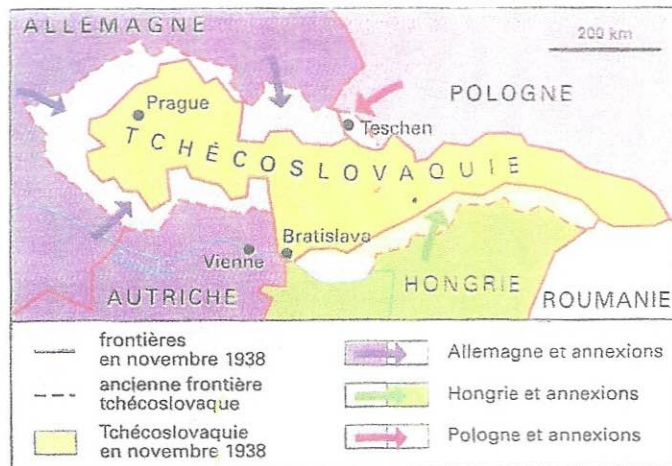 ALLEMAGNE
200 km
Prague
POLOGNE
Teschen
TCHÉCOSLOVAQUIE
Bratislava
Vienne
HONGRIE
AUTRICHE
ROUMANIE
frontières
en novembre 1938
ancienne frontière
tchécoslovaque
Tchécoslovaquie
en novembre 1938
Allemagne et annexions
Hongrie et annexions
Pologne et annexions